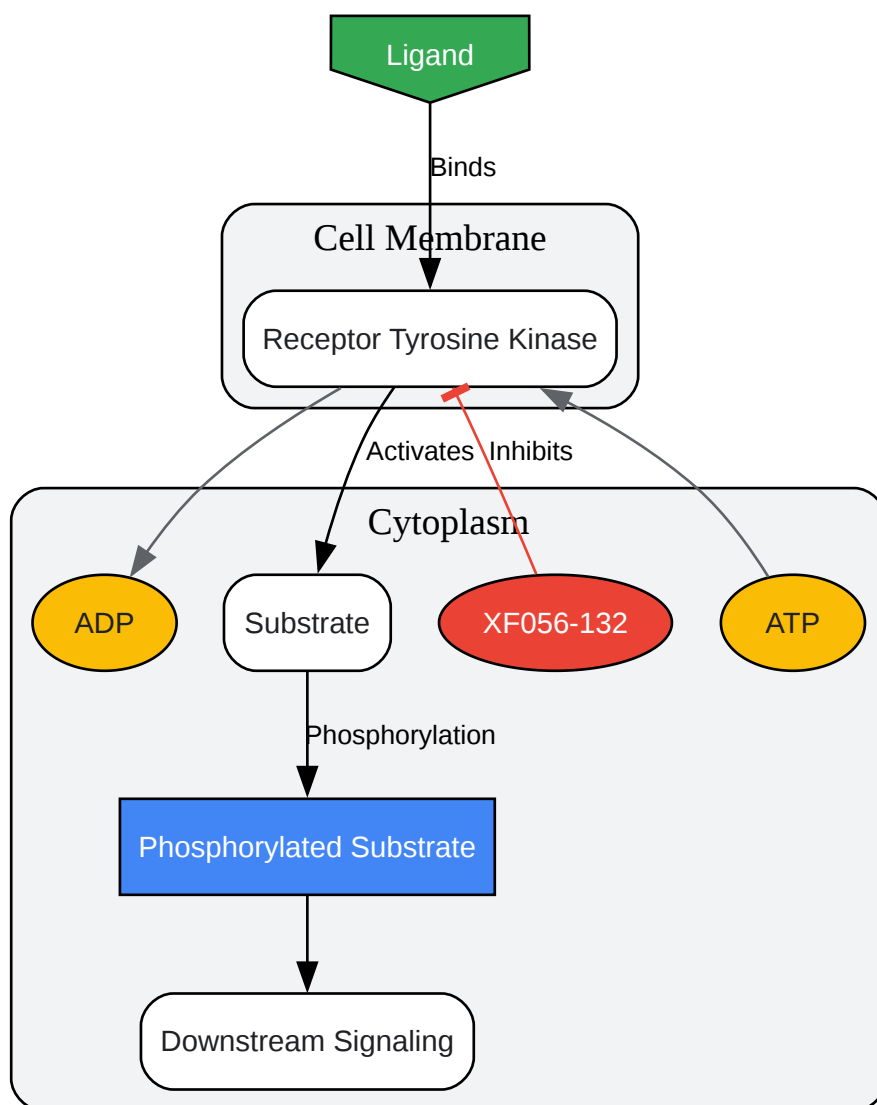 Ligand
Binds
Cell Membrane
Receptor Tyrosine Kinase
Activates
Inhibits
Cytoplasm
ADP
Substrate
XF056-132
ATP
Phosphorylation
Phosphorylated Substrate
Downstream Signaling